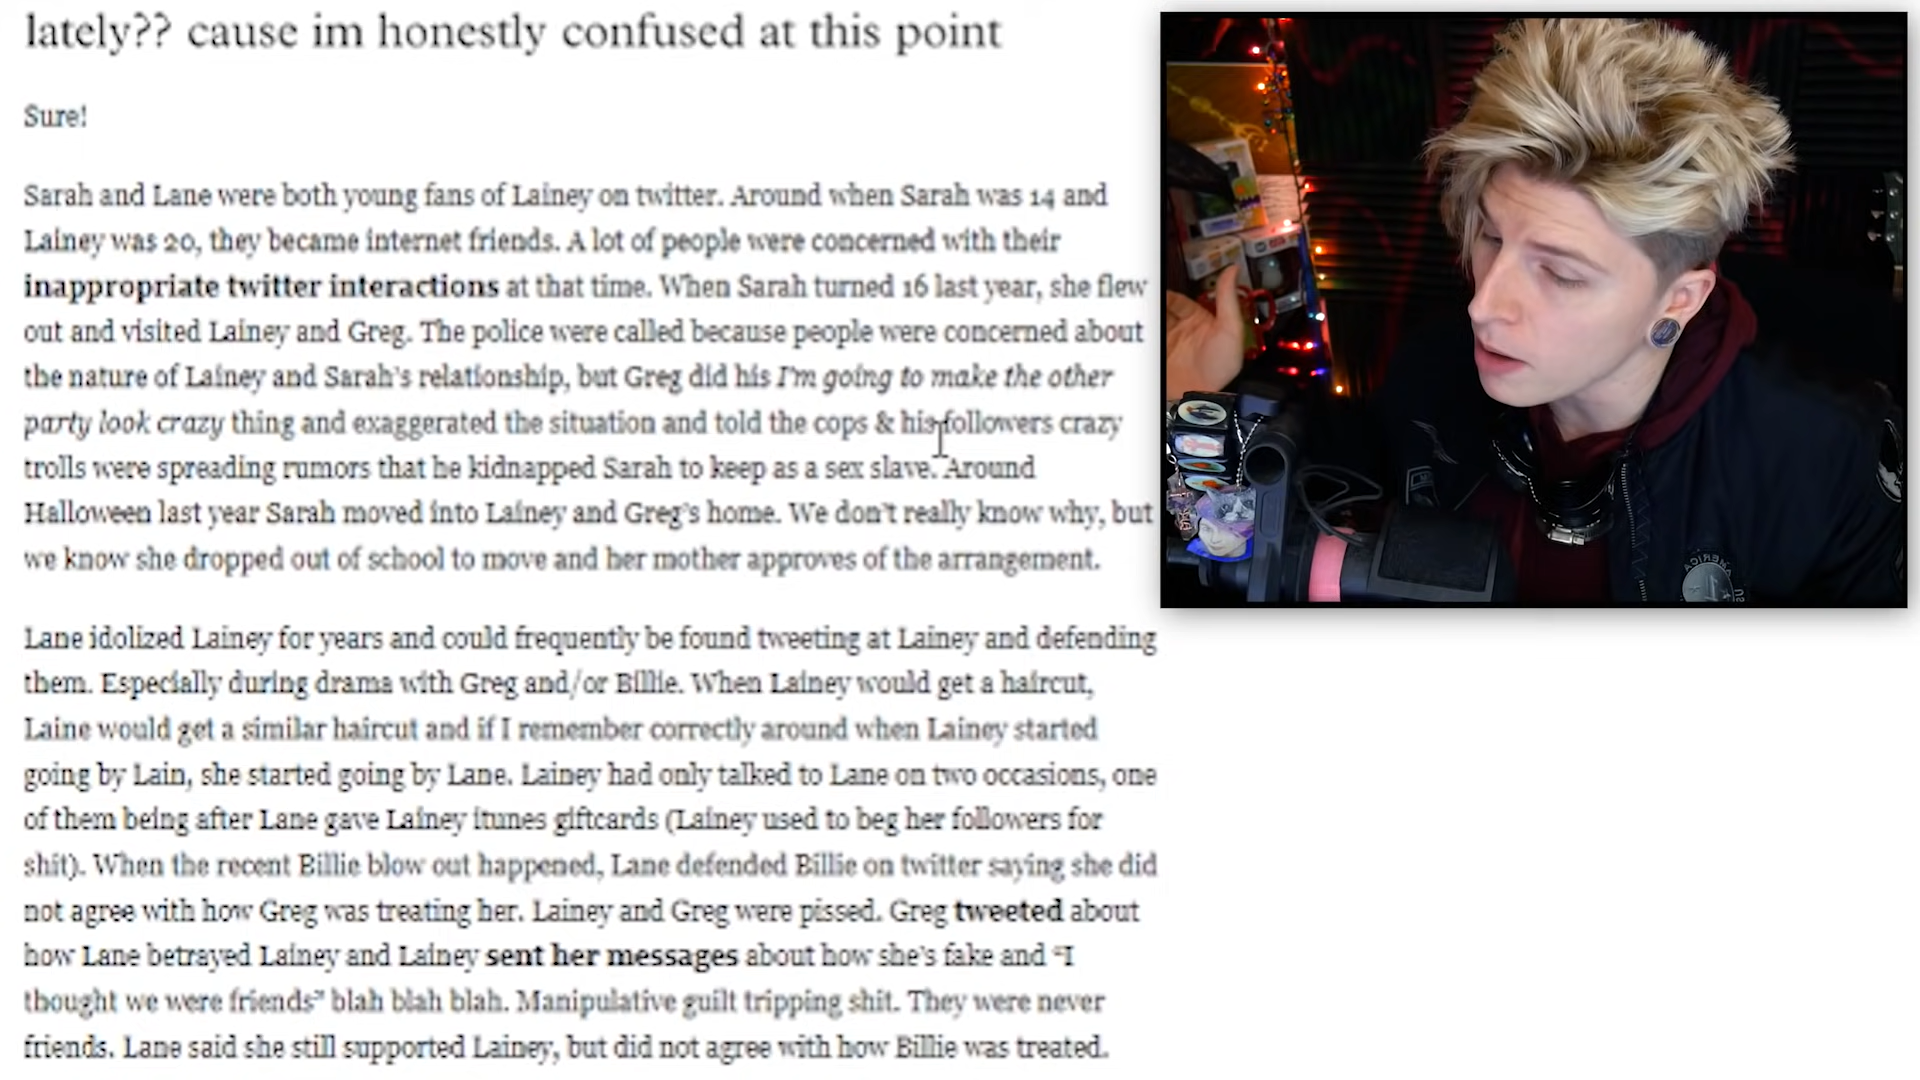 lately?? cause im honestly confused at this point
Sure!
Sarah and Lane were both young fans of Lainey on twitter. Around when Sarah was 14 and
Lainey was 20, they became internet friends. A lot of people were concerned with their
inappropriate twitter interactions at that time. When Sarah turned 16 last year, she flew
out and visited Lainey and Greg. The police were called because people were concerned about
the nature of Lainey and Sarah's relationship, but Greg did his I'm going to make the other
party look crazy thing and exaggerated the situation and told the cops & his followers crazy
trolls were spreading rumors that he kidnapped Sarah to keep as a sex slave. Around
Halloween last year Sarah moved into Lainey and Greg's home. We don't really know why, but
we know she dropped out of school to move and her mother approves of the arrangement.
Lane idolized Lainey for years and could frequently be found tweeting at Lainey and defending
them. Especially during drama with Greg and/or Billie. When Lainey would get a haircut,
Laine would get a similar haircut and if I remember correctly around when Lainey started
going by Lain, she started going by Lane. Lainey had only talked to Lane on two occasions, one
of them being after Lane gave Lainey itunes giftcards (Lainey used to beg her followers for
shit). When the recent Billie blow out happened, Lane defended Billie on twitter saying she did
not agree with how Greg was treating her. Lainey and Greg were pissed. Greg tweeted about
how Lane betrayed Lainey and Lainey sent her messages about how she's fake and “I
thought we were friends” blah blah blah. Manipulative guilt tripping shit. They were never
friends. Lane said she still supported Lainey, but did not agree with how Billie was treated.